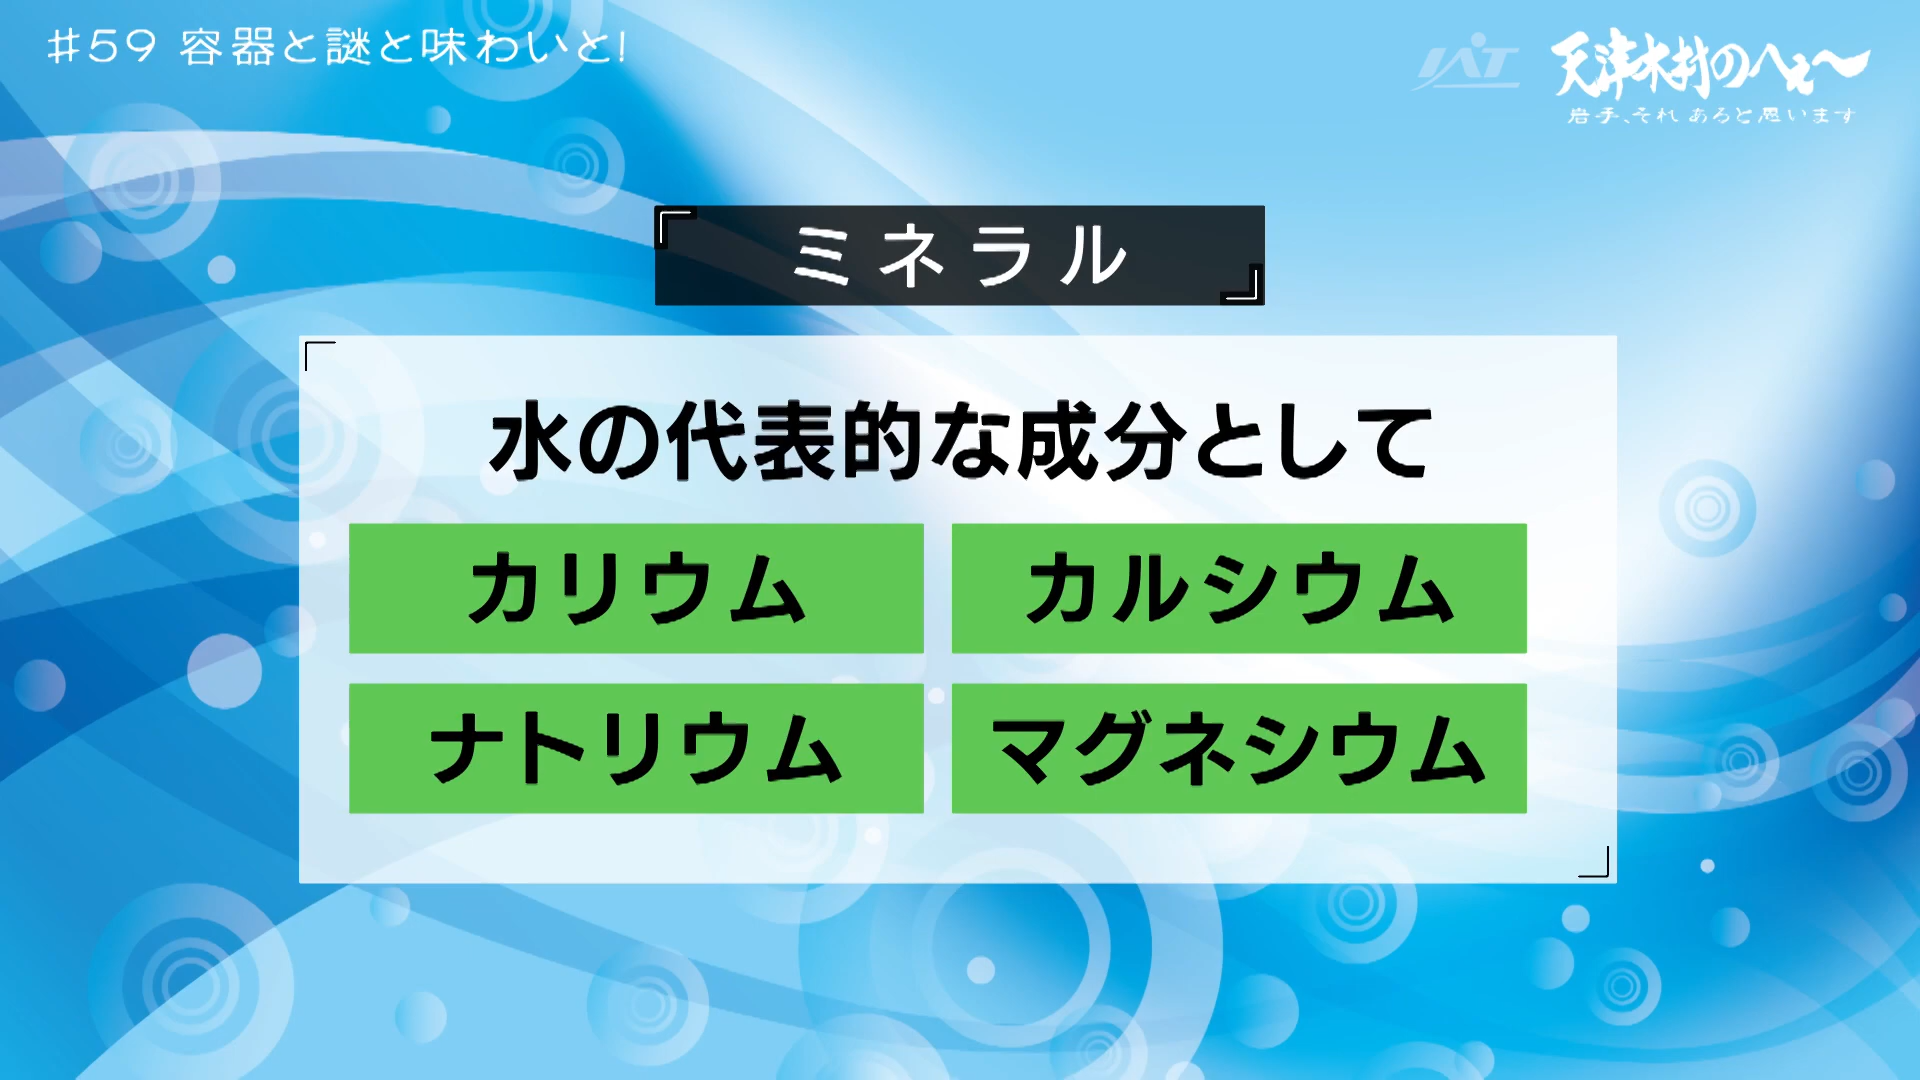 #59 容器と謎と味わいと!
IAT
天津木村のへぇ〜
岩手、それ あると思います
ミネラル
水の代表的な成分として
カリウム
カルシウム
ナトリウム
マグネシウム